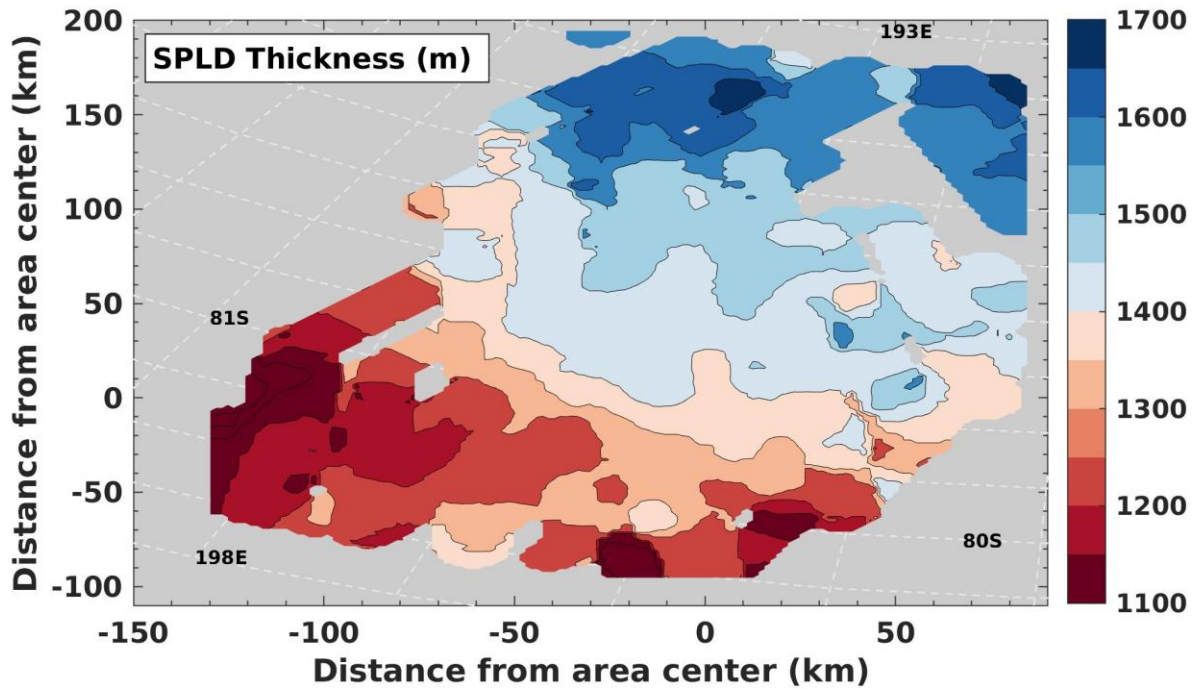 SPLD Thickness (m)
193E
81S
198E
80S
Distance from area center (km)
200
150
100
50
0
-50
-100
-150
-100
-50
0
50
Distance from area center (km)
1700
1600
1500
1400
1300
1200
1100